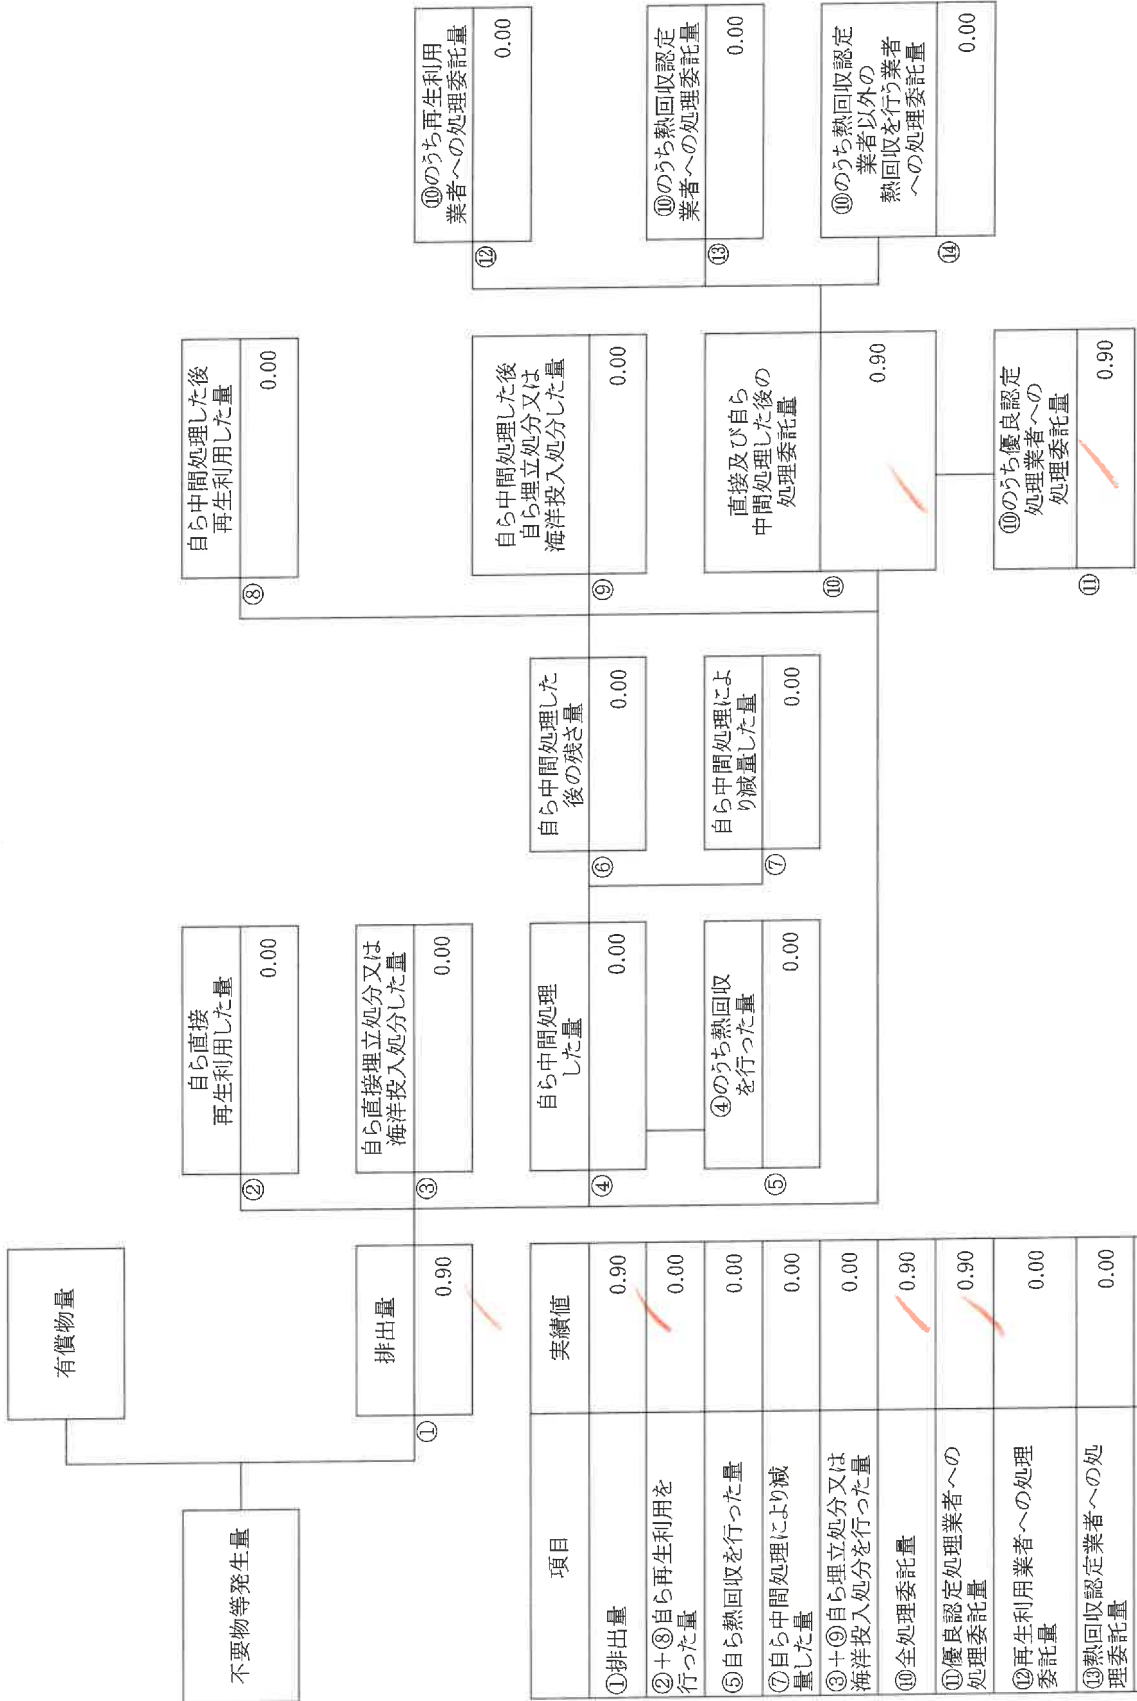 有償物量
不要物等発生量
排出量
①
0.90
自ら直接
再生利用した量
②
0.00
自ら直接埋立処分又は
海洋投入処分した量
③
0.00
自ら中間処理
した量
④
0.00
④のうち熱回収
を行った量
⑤
0.00
自ら中間処理した
後の残さ量
⑥
0.00
自ら中間処理によ
り減量した量
⑦
0.00
自ら中間処理した後
再生利用した量
⑧
0.00
自ら中間処理した後
自ら埋立処分又は
海洋投入処分した量
⑨
0.00
直接及び自ら
中間処理した後の
処理委託量
⑩
0.90
⑩のうち優良認定
処理業者への
処理委託量
⑪
0.90
⑩のうち再生利用
業者への処理委託量
⑫
0.00
⑩のうち熱回収認定
業者への処理委託量
⑬
0.00
⑩のうち熱回収認定
業者以外の
熱回収を行う業者
への処理委託量
⑭
0.00
項目 実績値
①排出量 0.90
②+⑧自ら再生利用を
行った量 0.00
⑤自ら熱回収を行った量 0.00
⑦自ら中間処理により減
量した量 0.00
③+⑨自ら埋立処分又は
海洋投入処分を行った量 0.00
⑩全処理委託量 0.90
⑪優良認定処理業者への
処理委託量 0.90
⑫再生利用業者への処理
委託量 0.00
⑬熱回収認定業者への処
理委託量 0.00